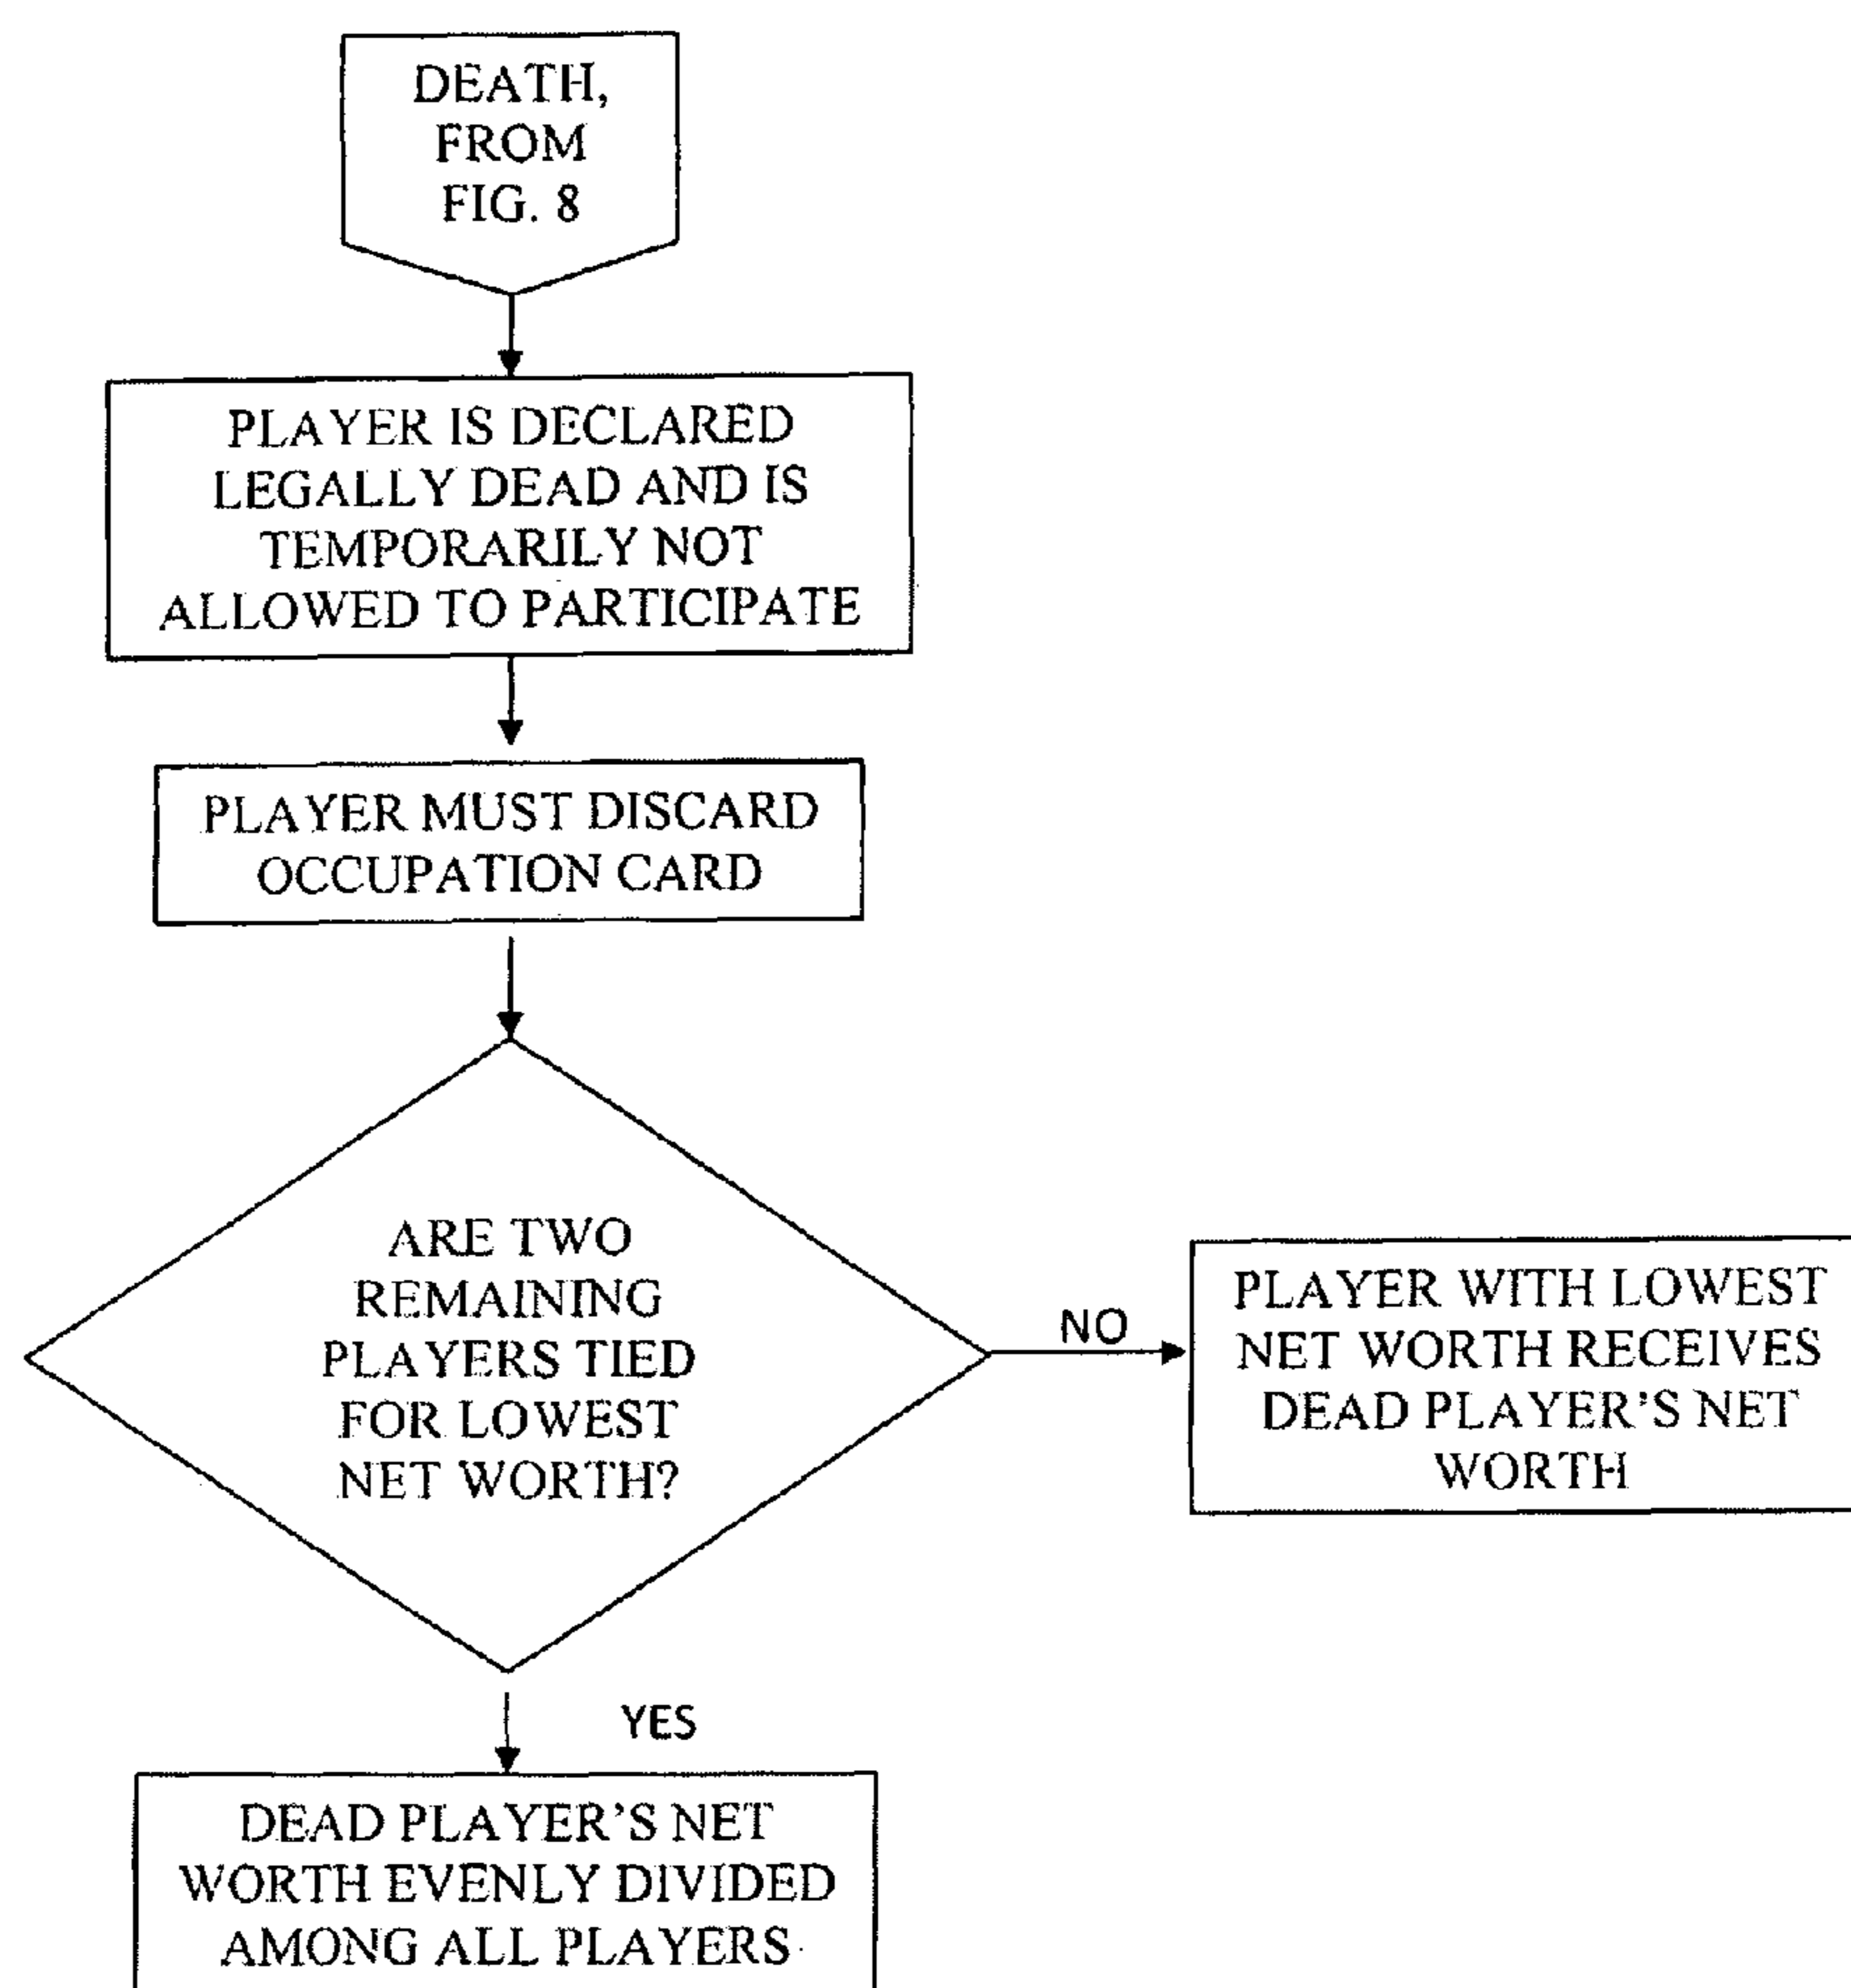 DEATH,
FROM
FIG. 8
PLAYER IS DECLARED
LEGALLY DEAD AND IS
TEMPORARILY NOT
ALLOWED TO PARTICIPATE
PLAYER MUST DISCARD
OCCUPATION CARD
ARE TWO
REMAINING
PLAYERS TIED
FOR LOWEST
NET WORTH?
NO
PLAYER WITH LOWEST
NET WORTH RECEIVES
DEAD PLAYER'S NET
WORTH
YES
DEAD PLAYER'S NET
WORTH EVENLY DIVIDED
AMONG ALL PLAYERS